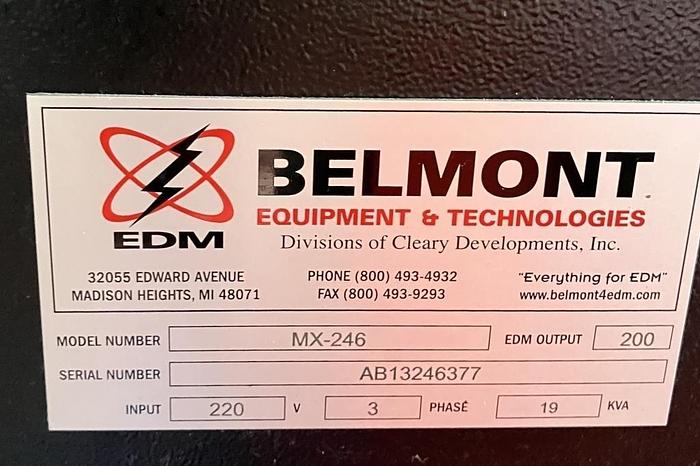 EDM
BELMONT
EQUIPMENT & TECHNOLOGIES
Divisions of Cleary Developments, Inc.
32055 EDWARD AVENUE
MADISON HEIGHTS, MI 48071
PHONE (800) 493-4932
FAX (800) 493-9293
"Everything for EDM"
www.belmont4edm.com
MODEL NUMBER MX-246 EDM OUTPUT 200
SERIAL NUMBER AB13246377
INPUT 220 V 3 PHASE 19 KVA